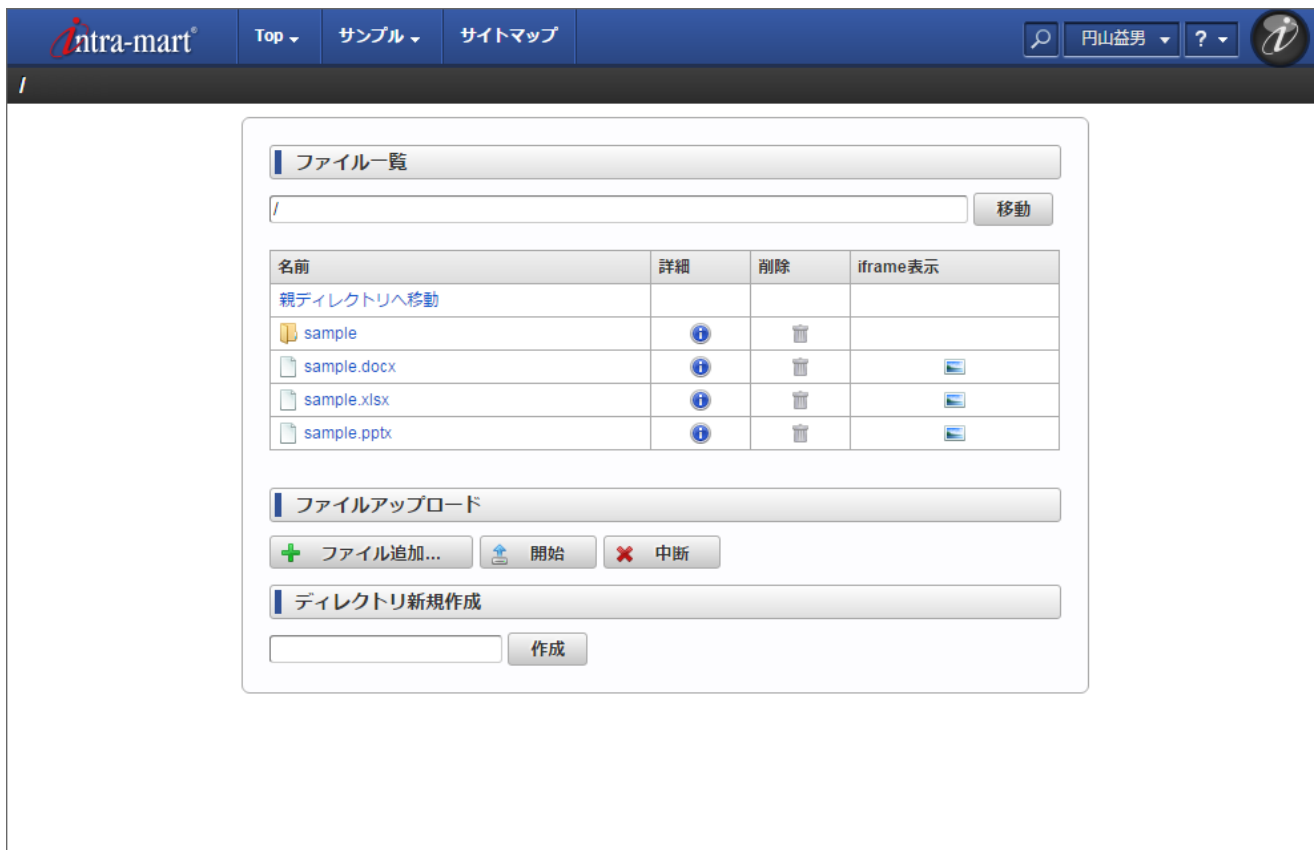 intra-mart®
Top サンプル サイトマップ 円山益男 ?
/
ファイル一覧
/ 移動
名前 詳細 削除 iframe表示
親ディレクトリへ移動
sample
sample.docx
sample.xlsx
sample.pptx
ファイルアップロード
ファイル追加... 開始 中断
ディレクトリ新規作成
作成